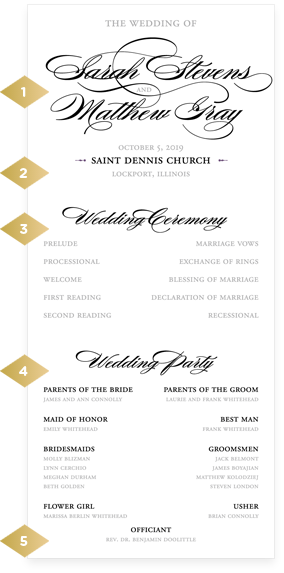 THE WEDDING OF
1
Sarah Stevens
AND
Matthew Gray
OCTOBER 5, 2019
2
SAINT DENNIS CHURCH
LOCKPORT, ILLINOIS
3
Wedding Ceremony
PRELUDE MARRIAGE VOWS
PROCESSIONAL EXCHANGE OF RINGS
WELCOME BLESSING OF MARRIAGE
FIRST READING DECLARATION OF MARRIAGE
SECOND READING RECESSIONAL
4
Wedding Party
PARENTS OF THE BRIDE PARENTS OF THE GROOM
JAMES AND ANN CONNOLLY LAURIE AND FRANK WHITEHEAD
MAID OF HONOR BEST MAN
EMILY WHITEHEAD FRANK WHITEHEAD
BRIDESMAIDS GROOMSMEN
MOLLY BLIZMAN JACK BELMONT
LYNN CERCHIO JAMES BOYAJIAN
MEGHAN DURHAM MATTHEW KOLODZIEJ
BETH GOLDEN STEVEN LONDON
FLOWER GIRL USHER
MARISSA BERLIN WHITEHEAD BRIAN CONNOLLY
5
OFFICIANT
REV. DR. BENJAMIN DOOLITTLE